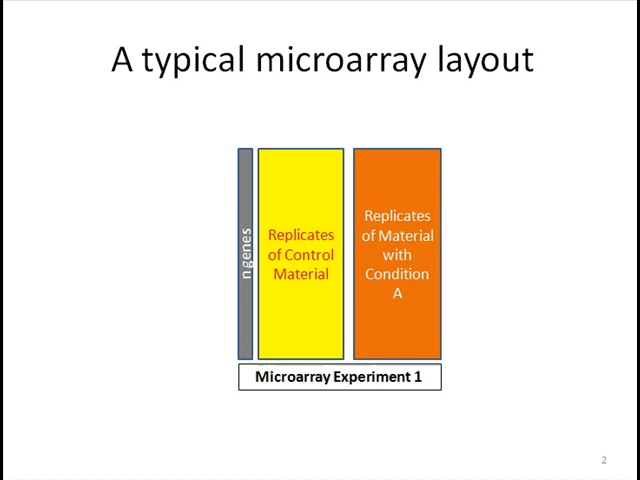 A typical microarray layout
n genes
Replicates
of Control
Material
Replicates
of Material
with
Condition
A
Microarray Experiment 1
2